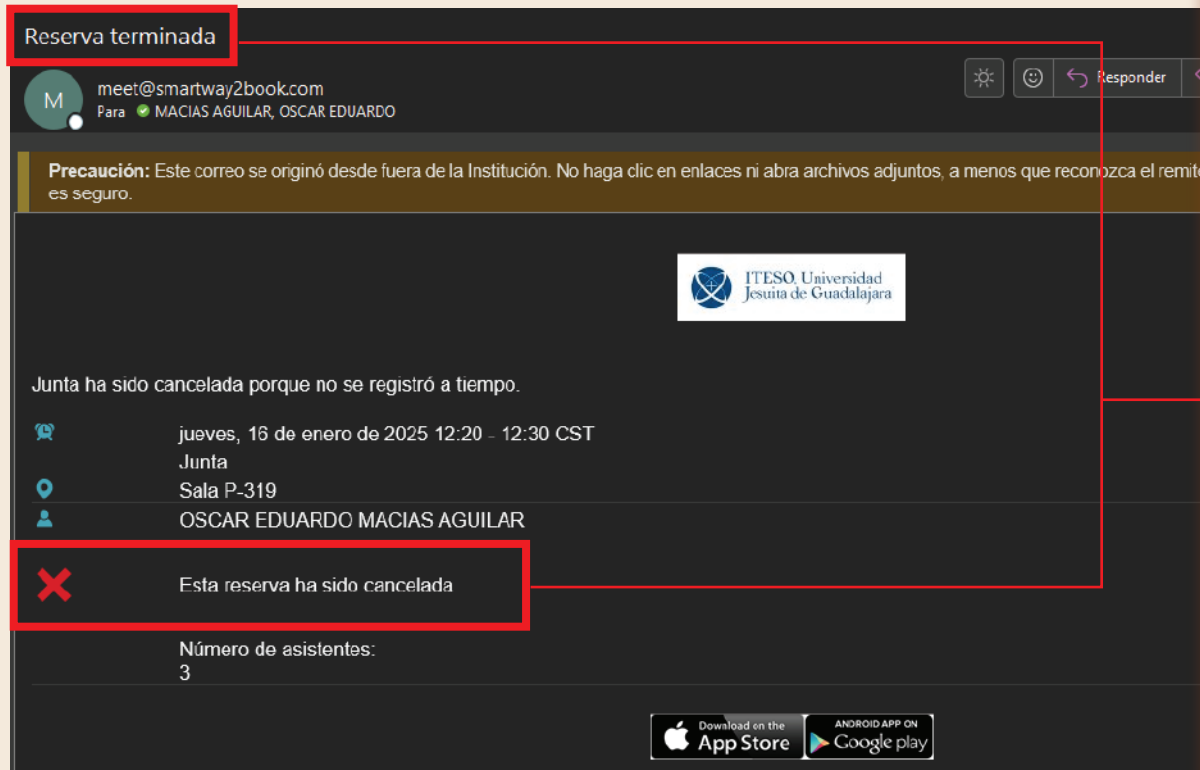 Reserva terminada
M
meet@smartway2book.com
Responder
Para MACIAS AGUILAR, OSCAR EDUARDO
Precaución: Este correo se originó desde fuera de la Institución. No haga clic en enlaces ni abra archivos adjuntos, a menos que reconozca el
es seguro.
ITESO, Universidad
Jesuita de Guadalajara
Junta ha sido cancelada porque no se registró a tiempo.
jueves, 16 de enero de 2025 12:20 - 12:30 CST
Junta
Sala P-319
OSCAR EDUARDO MACIAS AGUILAR
Esta reserva ha sido cancelada
Número de asistentes:
3
Download on the
App Store
ANDROID APP ON
Google play